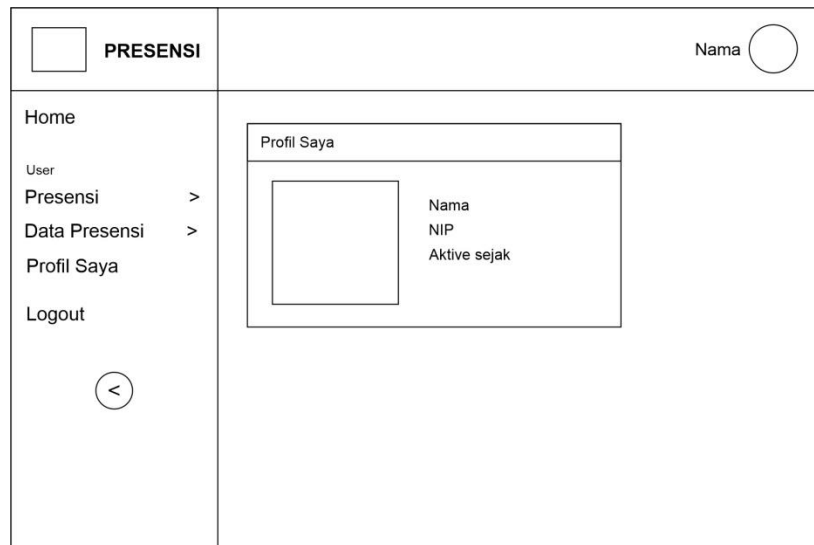 PRESENSI
Nama
Home
User
Presensi >
Data Presensi >
Profil Saya
Logout
<
Profil Saya
Nama
NIP
Aktive sejak